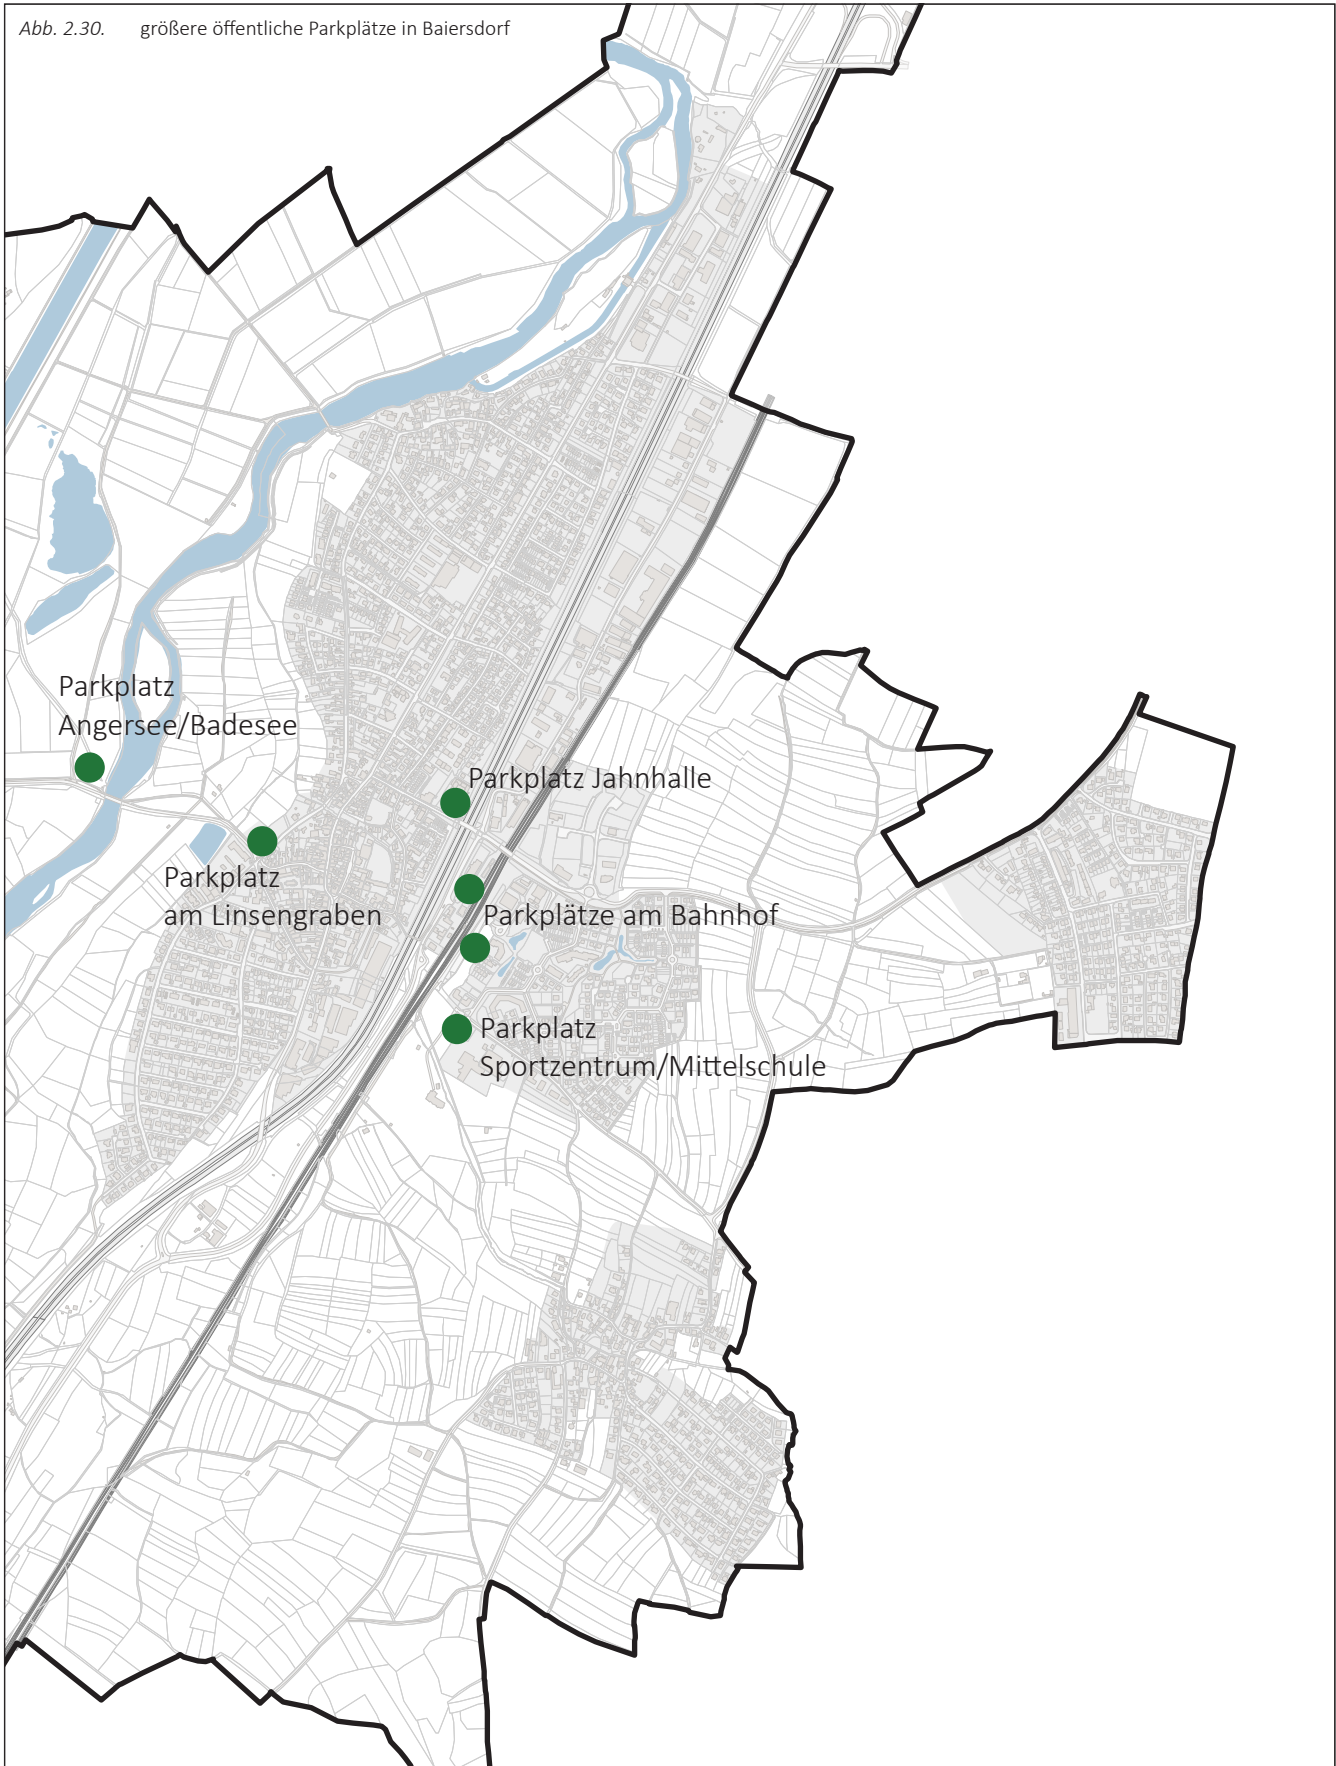 Abb. 2.30. größere öffentliche Parkplätze in Baiersdorf
Parkplatz
Angersee/Badesee
Parkplatz Jahnhalle
Parkplatz
am Linsengraben
Parkplätze am Bahnhof
Parkplatz
Sportzentrum/Mittelschule